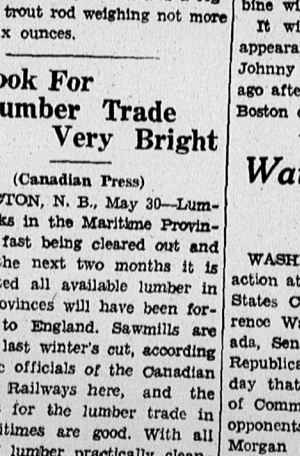 trout rod weighing not more
x ounces.
ook For
umber Trade
Very Bright
(Canadian Press)
TON, N. B., May 30—Lum-
ks in the Maritime Provin-
fast being cleared out and
he next two months it is
ted all available lumber in
ovinces will have been for-
to England. Sawmills are
last winter's cut, according
c officials of the Canadian
Railways here, and the
s for the lumber trade in
itimes are good. With all
lumber practically clean
bine wi
It wi
appeara
Johnny
ago afte
Boston
Wa
WASH
action at
States C
rence Wa
ada, Sen
Republica
day that
of Comm
opponents
Morgan